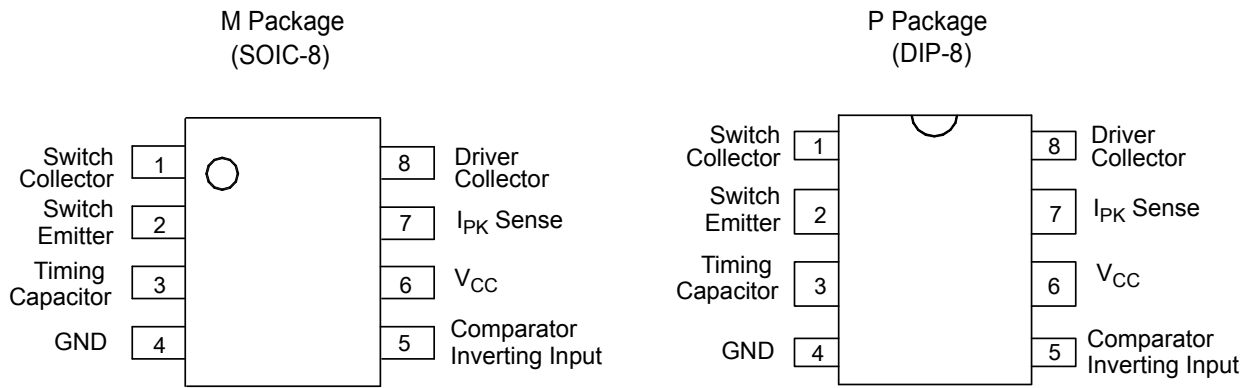 M Package
(SOIC-8)
Switch
Collector
1
Switch
Emitter
2
Timing
Capacitor
3
GND
4
8
Driver
Collector
7
IPK Sense
6
VCC
5
Comparator
Inverting Input
P Package
(DIP-8)
Switch
Collector
1
Switch
Emitter
2
Timing
Capacitor
3
GND
4
8
Driver
Collector
7
IPK Sense
6
VCC
5
Comparator
Inverting Input